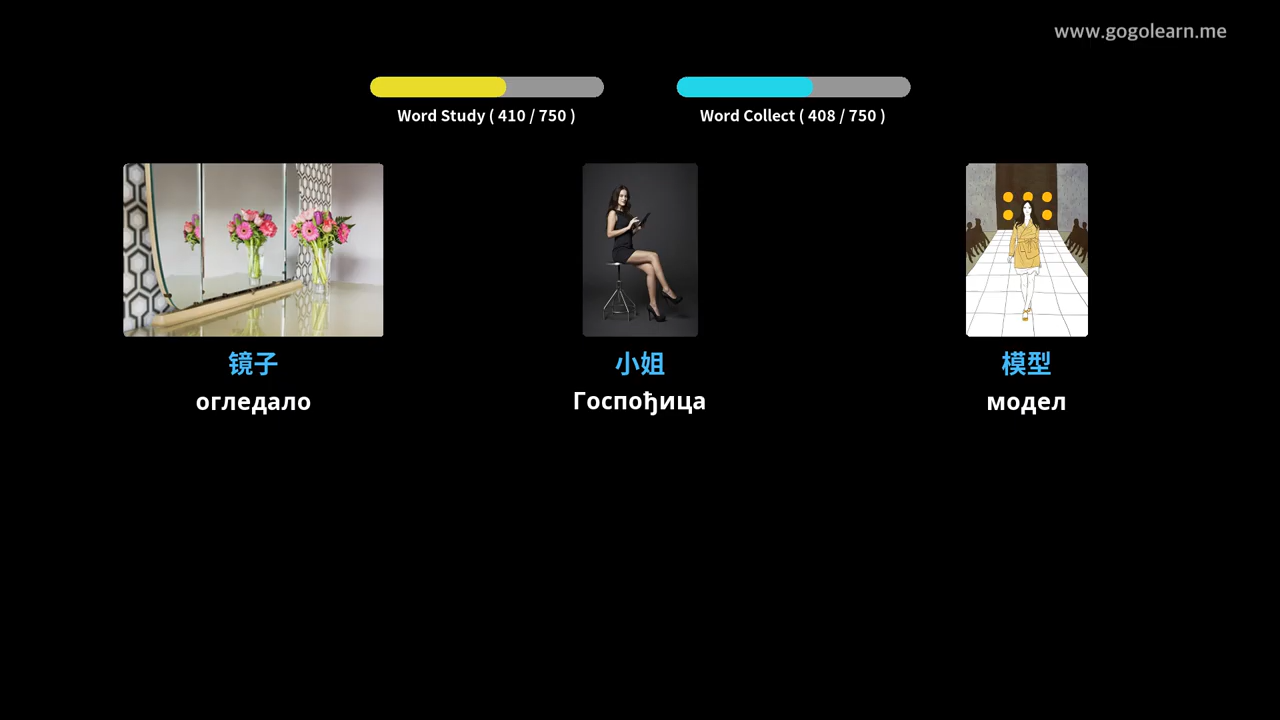 www.gogolearn.me
Word Study ( 410 / 750 )
Word Collect ( 408 / 750 )
镜子
小姐
模型
огледало
Госпођица
модел